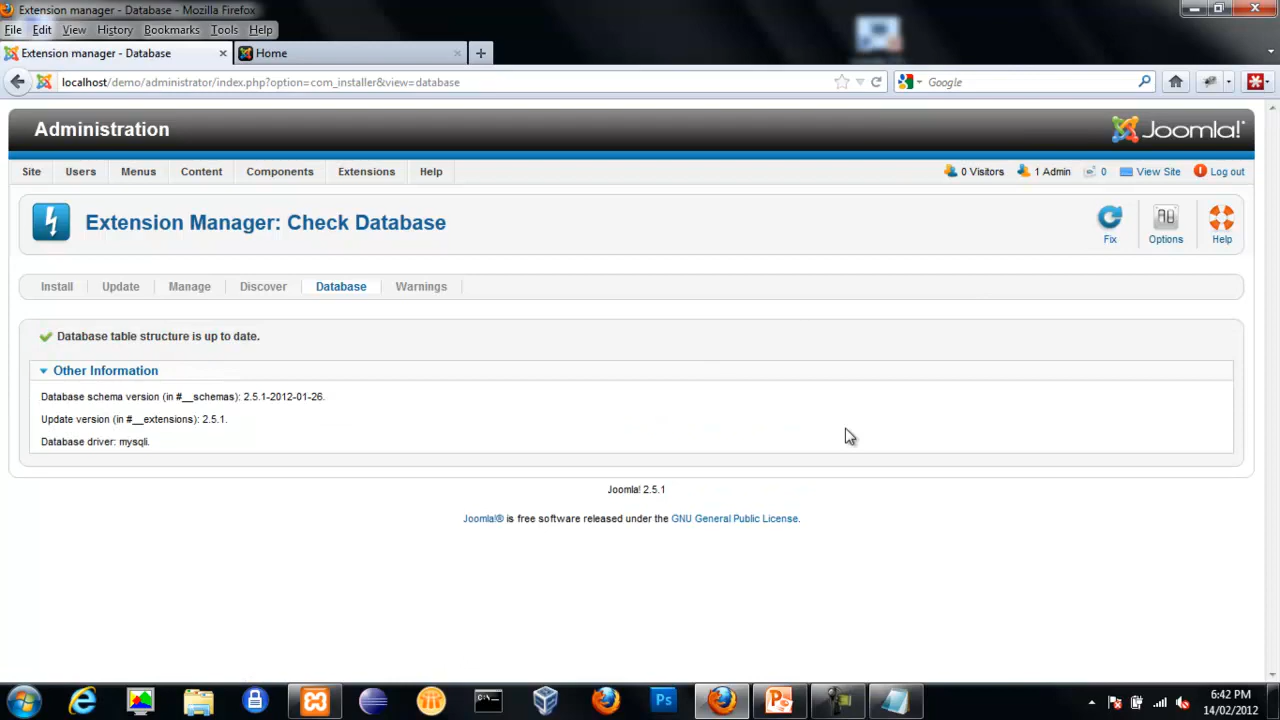 Extension manager - Database - Mozilla Firefox
File Edit View History Bookmarks Tools Help
Extension manager - Database × Home × +
localhost/demo/administrator/index.php?option=com_installer&view=database Google
Administration Joomla!®
Site Users Menus Content Components Extensions Help 0 Visitors 1 Admin 0 View Site Log out
Extension Manager: Check Database
Fix Options Help
Install Update Manage Discover Database Warnings
Database table structure is up to date.
Other Information
Database schema version (in #__schemas): 2.5.1-2012-01-26.
Update version (in #__extensions): 2.5.1.
Database driver: mysqli.
Joomla! 2.5.1
Joomla!® is free software released under the GNU General Public License.
C:\_
Ps
6:42 PM
14/02/2012